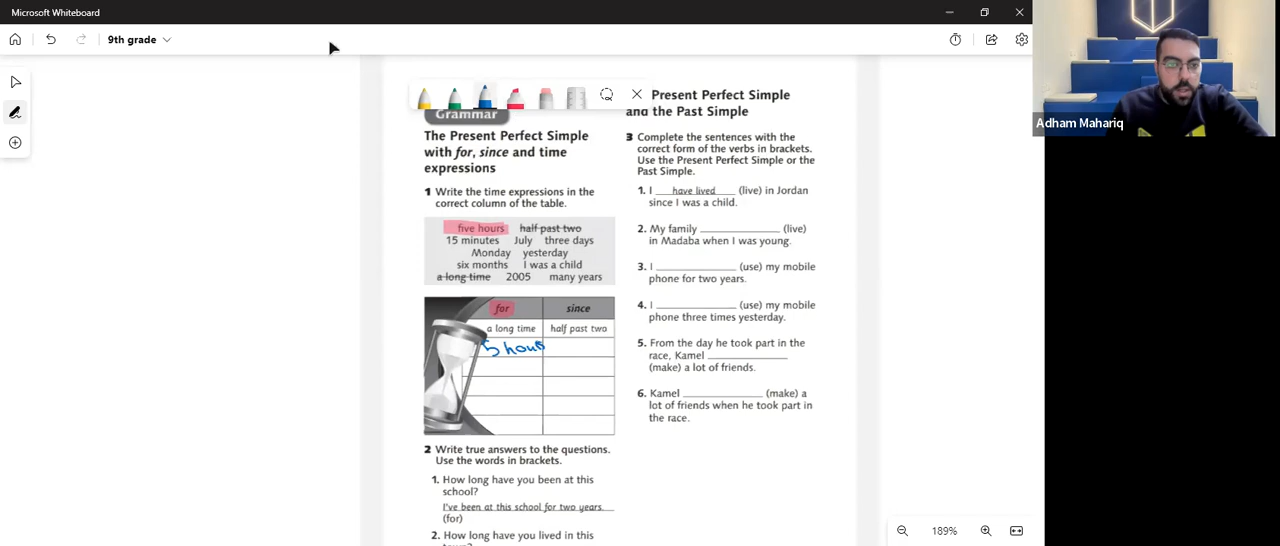 Microsoft Whiteboard
9th grade
Adham Mahariq
Grammar
The Present Perfect Simple
with for, since and time
expressions
1 Write the time expressions in the
correct column of the table.
five hours half past two
15 minutes July three days
Monday yesterday
six months I was a child
a long time 2005 many years
for since
a long time half past two
5 hours
2 Write true answers to the questions.
Use the words in brackets.
1. How long have you been at this
school?
I've been at this school for two years.
(for)
2. How long have you lived in this
Present Perfect Simple
and the Past Simple
3 Complete the sentences with the
correct form of the verbs in brackets.
Use the Present Perfect Simple or the
Past Simple.
1. I have lived (live) in Jordan
since I was a child.
2. My family (live)
in Madaba when I was young.
3. I (use) my mobile
phone for two years.
4. I (use) my mobile
phone three times yesterday.
5. From the day he took part in the
race, Kamel
(make) a lot of friends.
6. Kamel (make) a
lot of friends when he took part in
the race.
189%